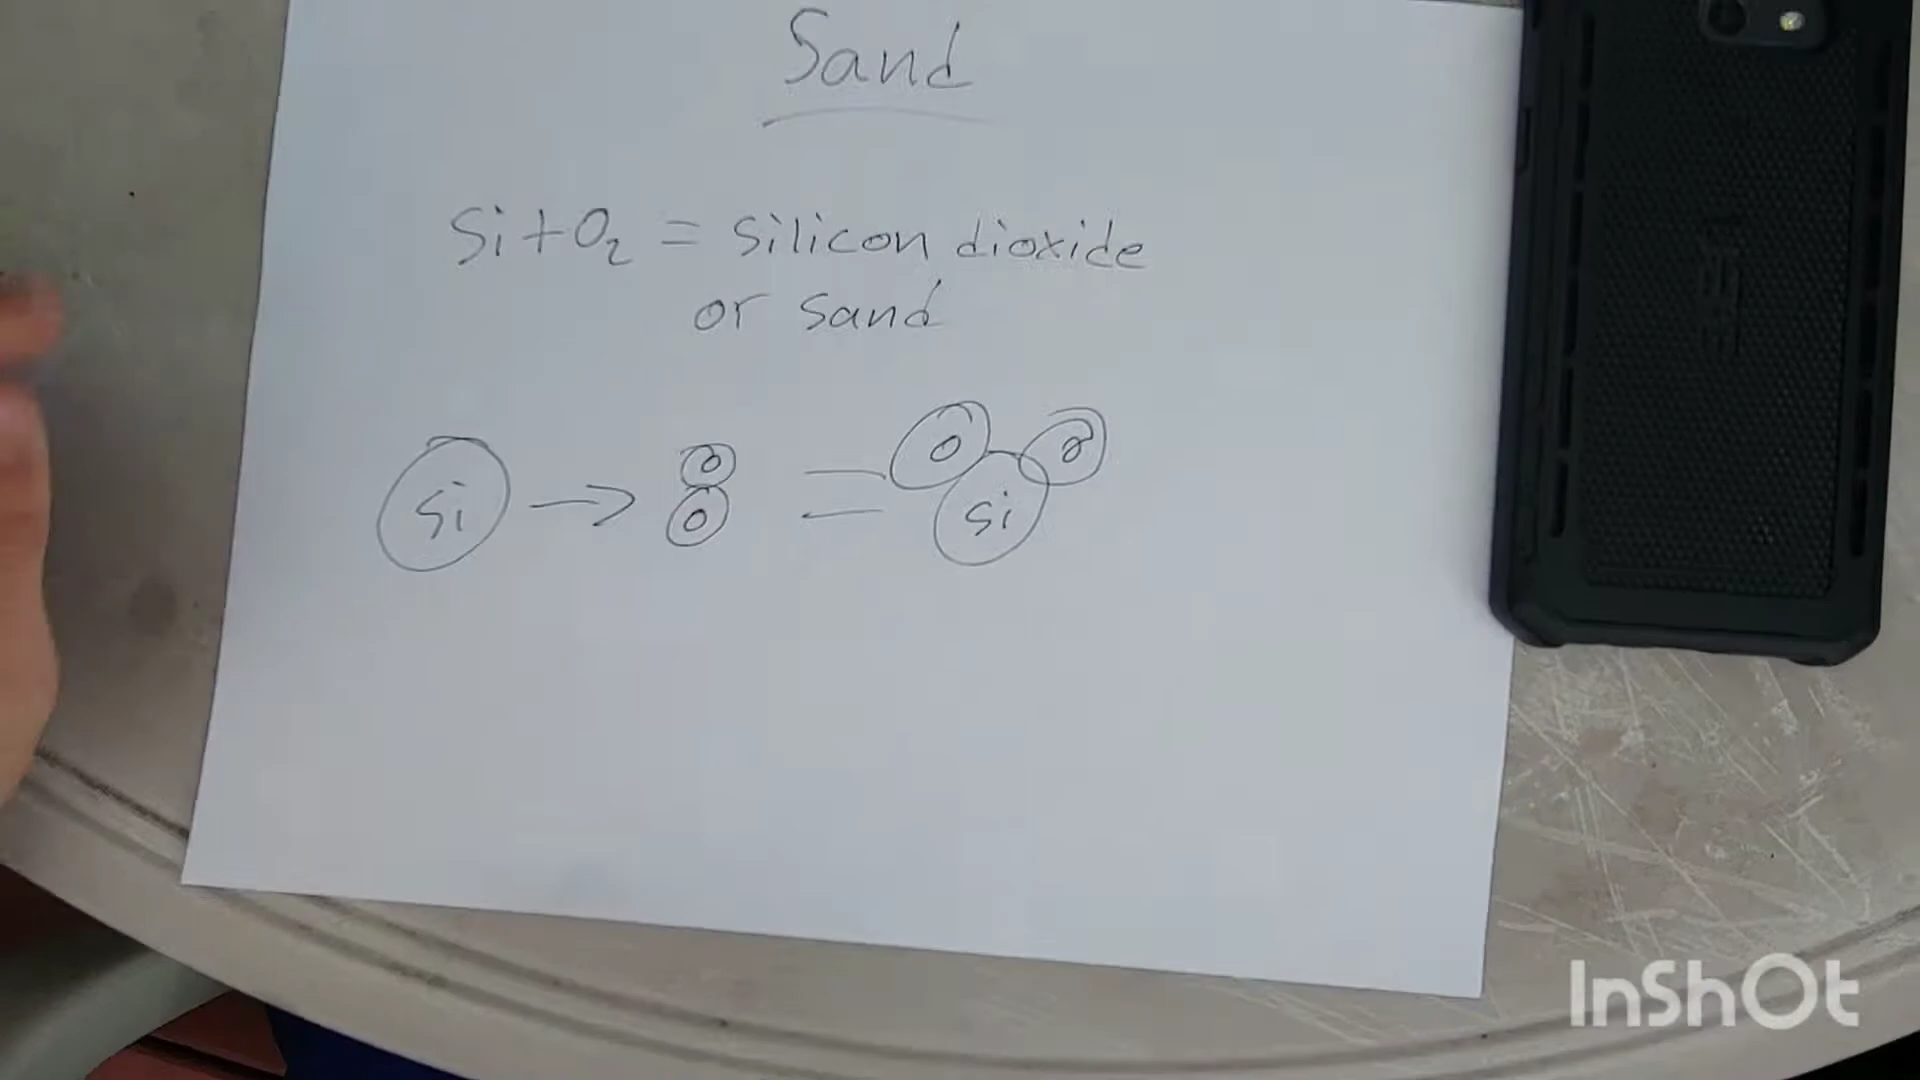 Sand
Si+O₂ = silicon dioxide
or sand
Si → O O = O O Si
InShOt